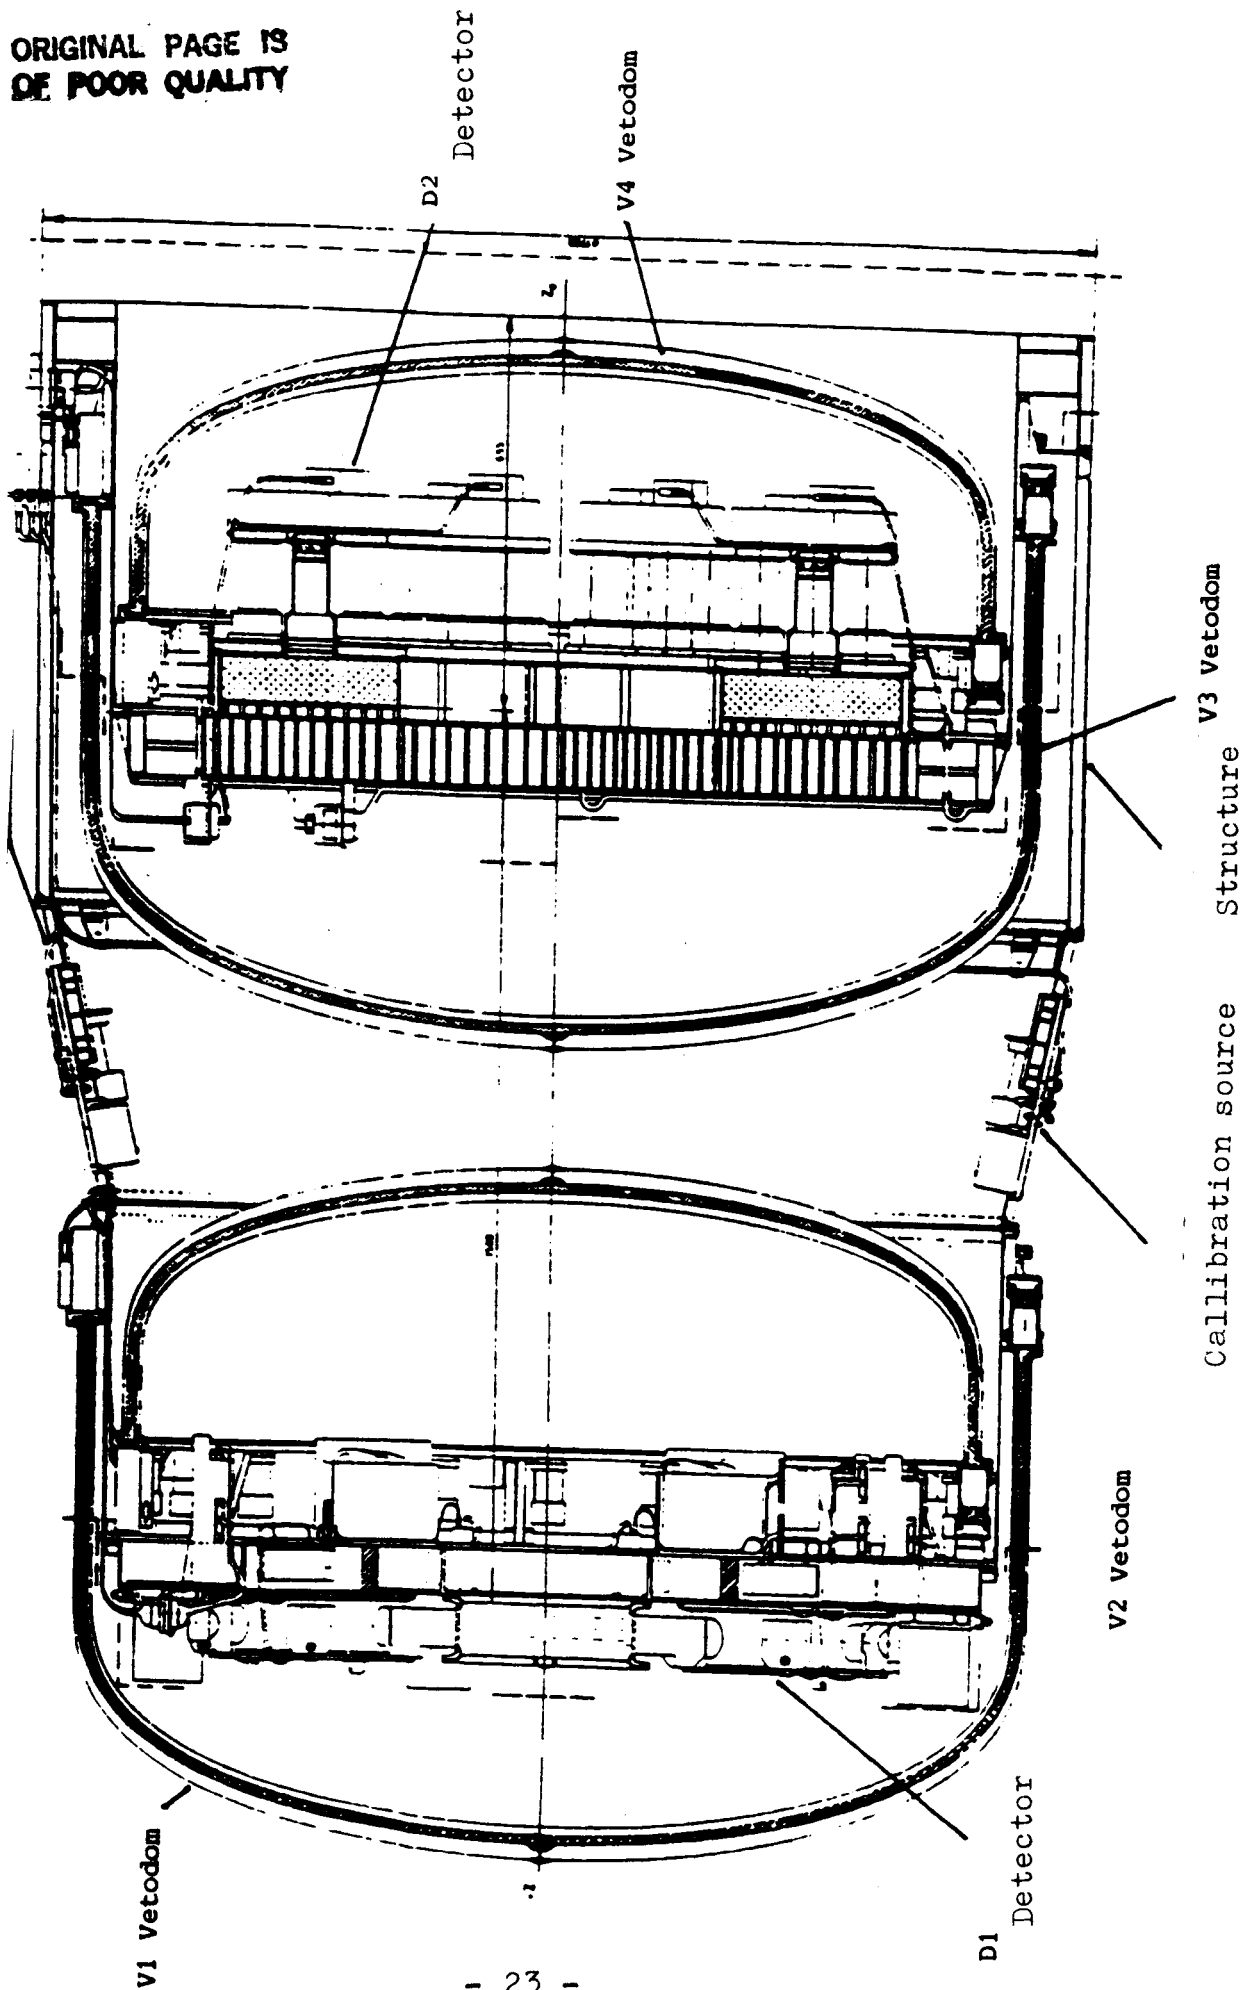 ORIGINAL PAGE IS
OF POOR QUALITY
D2
Detector
V4 Vetodom
V3 Vetodom
Structure
Callibration source
V2 Vetodom
D1
Detector
V1 Vetodom
- 23 -